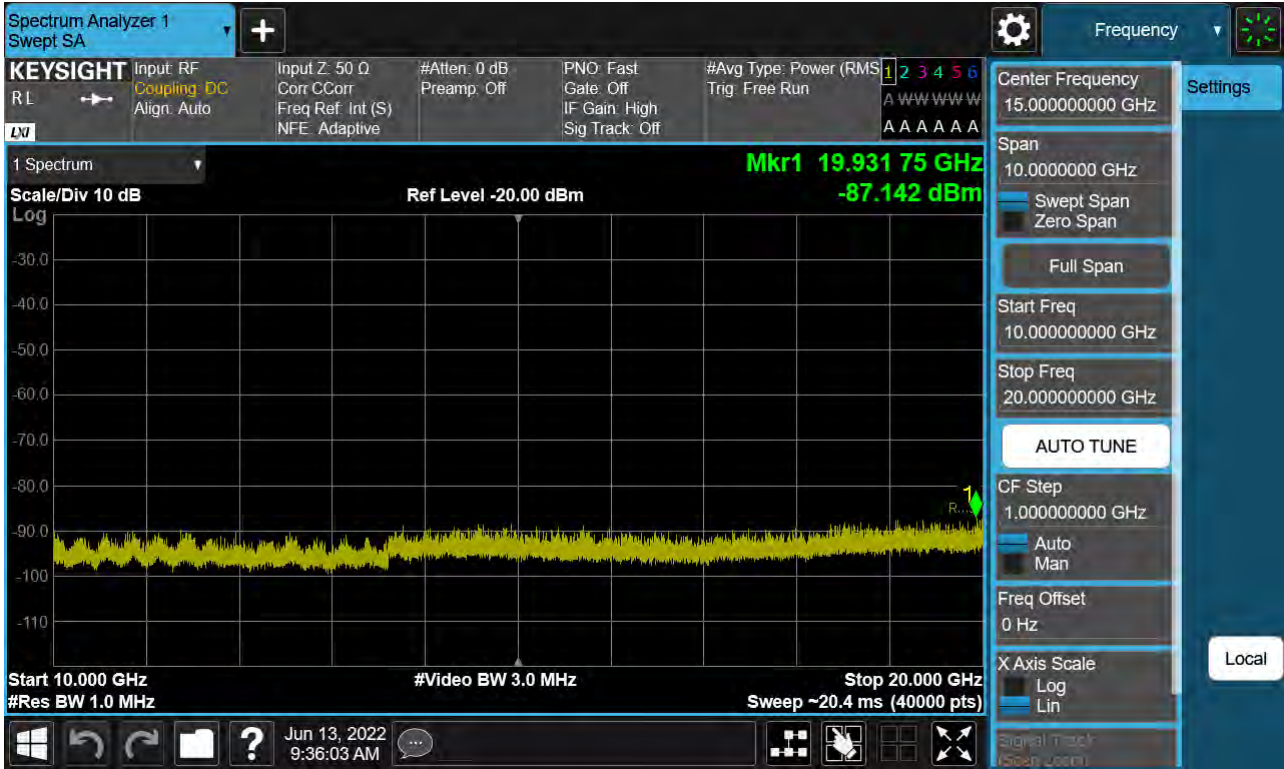 Spectrum Analyzer 1
Swept SA
Frequency
KEYSIGHT
R L
LXI
Input: RF
Coupling: DC
Align: Auto
Input Z: 50 Ω
Corr CCorr
Freq Ref: Int (S)
NFE: Adaptive
#Atten: 0 dB
Preamp: Off
PNO: Fast
Gate: Off
IF Gain: High
Sig Track: Off
#Avg Type: Power (RMS
Trig: Free Run
1 2 3 4 5 6
A W W W W W
A A A A A A
1 Spectrum
Mkr1 19.931 75 GHz
Scale/Div 10 dB
Ref Level -20.00 dBm
-87.142 dBm
Log
-30.0
-40.0
-50.0
-60.0
-70.0
-80.0
-90.0
-100
-110
1
R...
Start 10.000 GHz
#Video BW 3.0 MHz
Stop 20.000 GHz
#Res BW 1.0 MHz
Sweep ~20.4 ms (40000 pts)
Center Frequency
15.000000000 GHz
Span
10.0000000 GHz
Swept Span
Zero Span
Full Span
Start Freq
10.000000000 GHz
Stop Freq
20.000000000 GHz
AUTO TUNE
CF Step
1.000000000 GHz
Auto
Man
Freq Offset
0 Hz
X Axis Scale
Log
Lin
Signal Track
(Span Zoom)
Settings
Local
?
Jun 13, 2022
9:36:03 AM